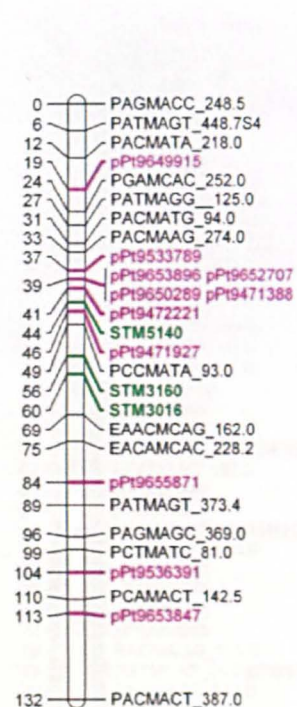 0 PAGMACC_248.5
6 PATMAGT_448.7S4
12 PACMATA_218.0
19 pPt9649915
24 PGAMCAC_252.0
27 PATMAGG__125.0
31 PACMATG_94.0
33 PACMAAG_274.0
37 pPt9533789
39 pPt9653896 pPt9652707
pPt9650289 pPt9471388
41 pPt9472221
44 STM5140
46 pPt9471927
49 PCCMATA_93.0
56 STM3160
60 STM3016
69 EAACMCAG_162.0
75 EACAMCAC_228.2
84 pPt9655871
89 PATMAGT_373.4
96 PAGMAGC_369.0
99 PCTMATC_81.0
104 pPt9536391
110 PCAMACT_142.5
113 pPt9653847
132 PACMACT_387.0